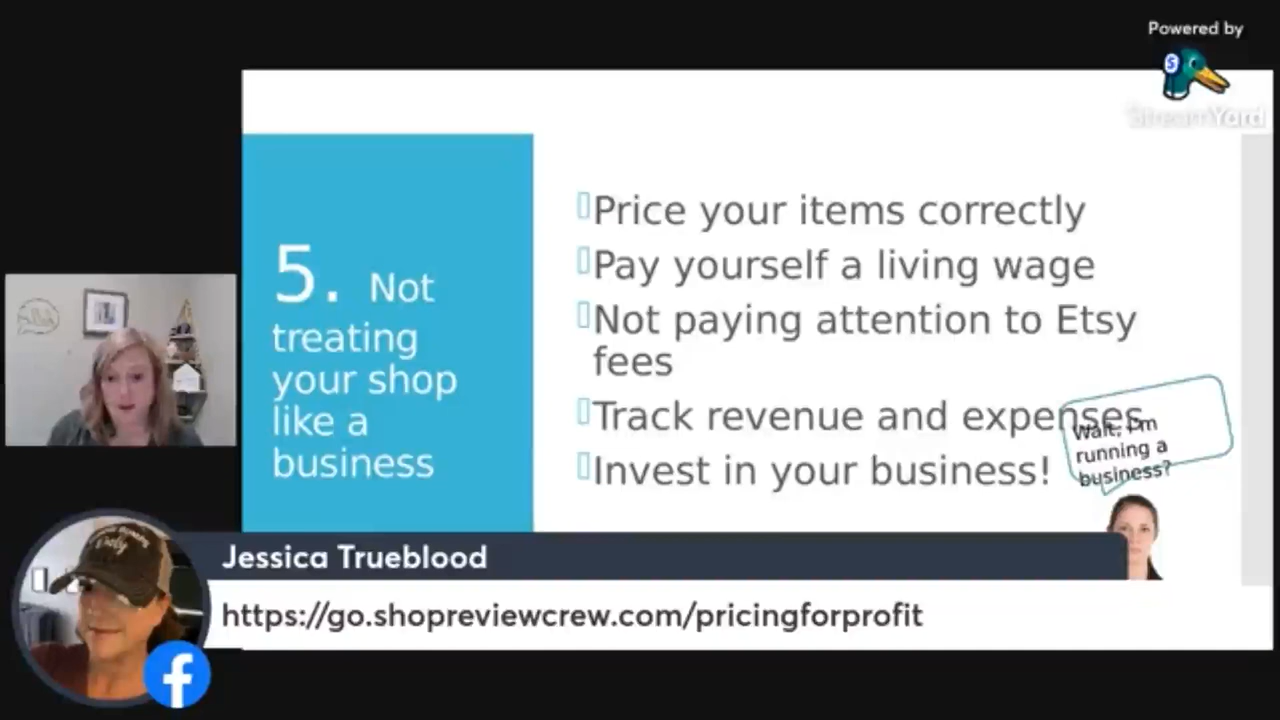 Powered by
StreamYard
5. Not
treating
your shop
like a
business
Price your items correctly
Pay yourself a living wage
Not paying attention to Etsy
fees
Track revenue and expenses
Invest in your business!
Wait, I'm
running a
business?
Jessica Trueblood
https://go.shopreviewcrew.com/pricingforprofit